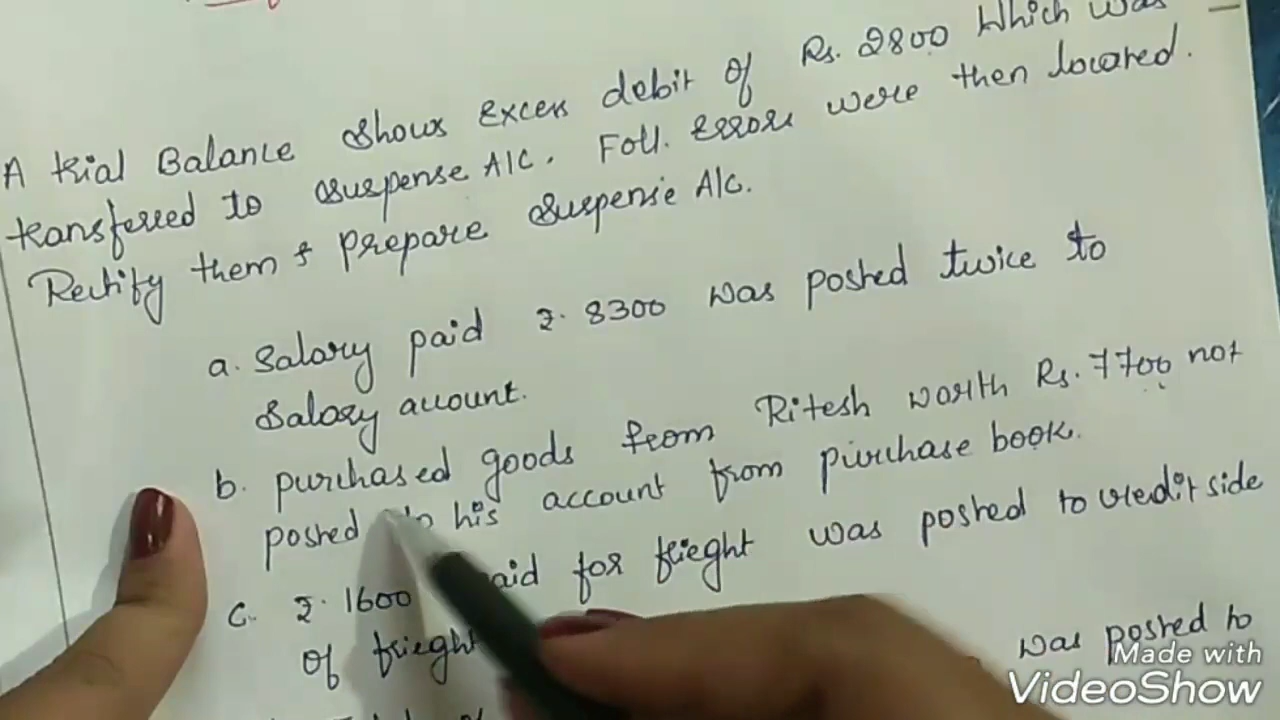 A trial Balance shows excess debit of Rs. 2800 which was
transferred to suspense A/C. Foll. errors were then located.
Rectify them & prepare suspense A/C.
a. Salary paid ₹. 8300 was posted twice to
Salary account.
b. purchased goods from Ritesh worth Rs. 7700 not
posted to his account from purchase book.
c. ₹. 1600 paid for frieght was posted to credit side
of frieght
was posted to
Made with
VideoShow